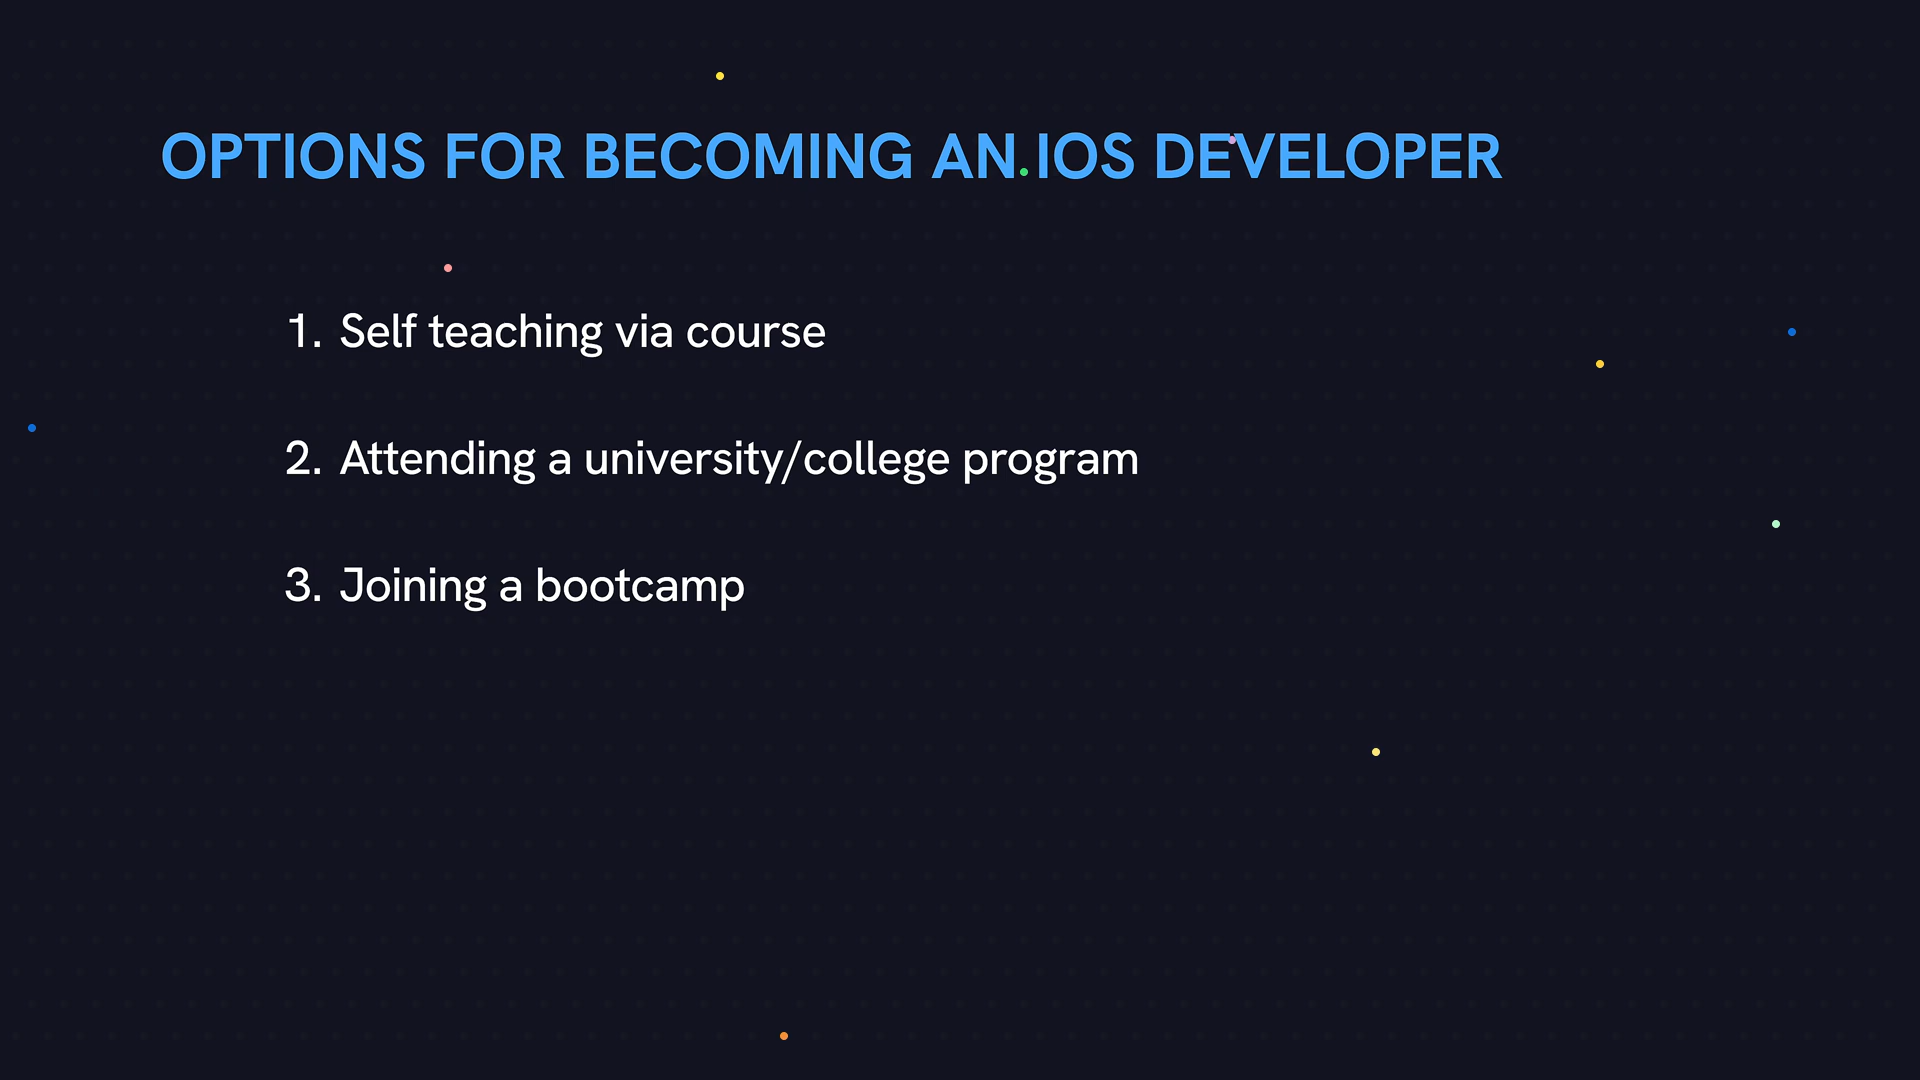 OPTIONS FOR BECOMING AN IOS DEVELOPER
1. Self teaching via course
2. Attending a university/college program
3. Joining a bootcamp